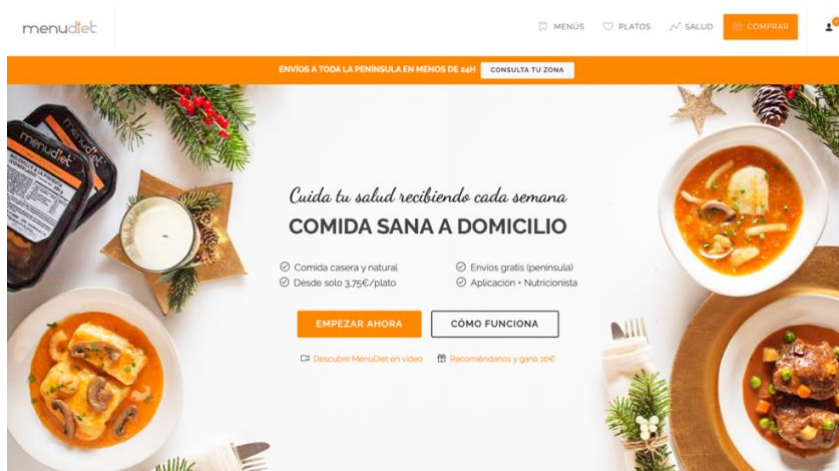 menudiet
MENÚS
PLATOS
SALUD
COMPRAR
ENVÍOS A TODA LA PENÍNSULA EN MENOS DE 24H
CONSULTA TU ZONA
menudiet
menudiet
Cuida tu salud recibiendo cada semana
COMIDA SANA A DOMICILIO
Comida casera y natural
Envíos gratis (península)
Desde solo 3,75€/plato
Aplicación + Nutricionista
EMPEZAR AHORA
CÓMO FUNCIONA
Descubre MenuDiet en vídeo
Recomiéndanos y gana 10€